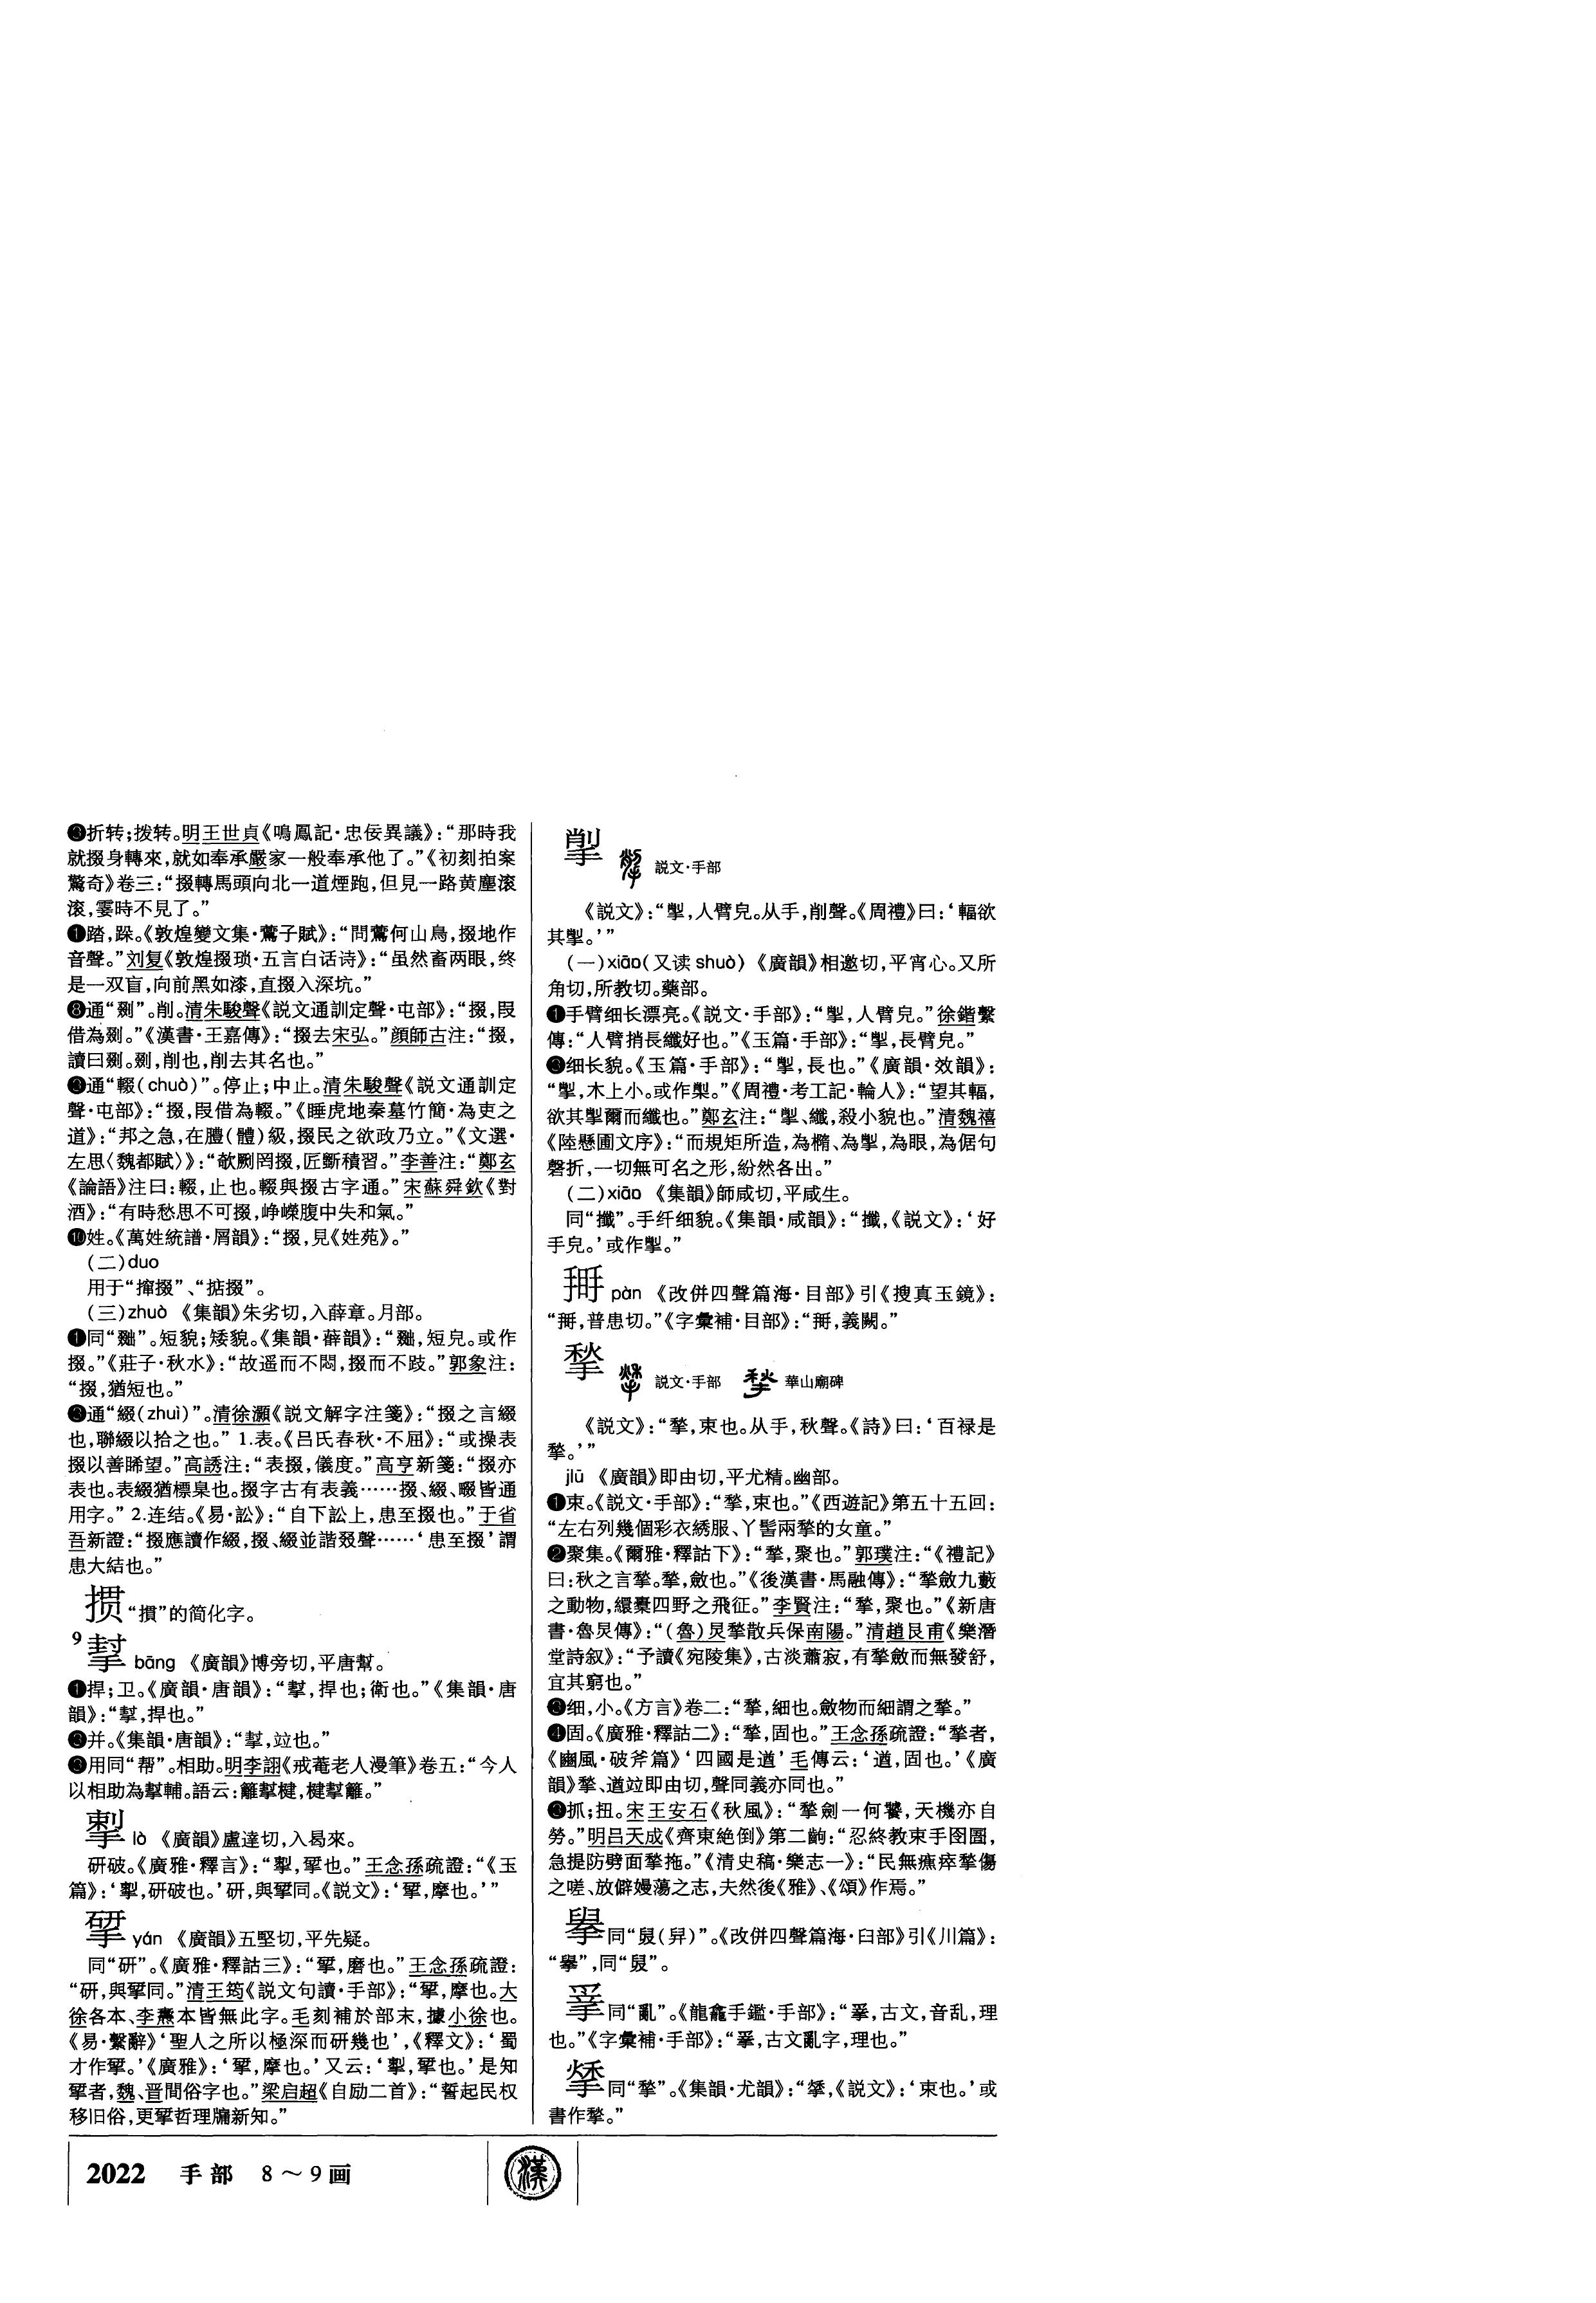 ❸折转;拨转。明王世貞《鳴鳳記·忠佞異議》:“那時我
就掇身轉來,就如奉承嚴家一般奉承他了。”《初刻拍案
驚奇》卷三:“掇轉馬頭向北一道煙跑,但見一路黄塵滚
滚,霎時不見了。”
❶踏,跺。《敦煌變文集·鷰子賦》:“問鷰何山鳥,掇地作
音聲。”刘复《敦煌掇琐·五言白话诗》:“虽然畜两眼,终
是一双盲,向前黑如漆,直掇入深坑。”
❽通“剟”。削。清朱駿聲《説文通訓定聲·屯部》:“掇,叚
借為剟。”《漢書·王嘉傳》:“掇去宋弘。”顔師古注:“掇,
讀曰剟。剟,削也,削去其名也。”
❸通“輟(chuò)”。停止;中止。清朱駿聲《説文通訓定
聲·屯部》:“掇,叚借為輟。”《睡虎地秦墓竹簡·為吏之
道》:“邦之急,在軆(體)級,掇民之欲政乃立。”《文選·
左思〈魏都賦〉》:“剞劂罔掇,匠斲積習。”李善注:“鄭玄
《論語》注曰:輟,止也。輟與掇古字通。”宋蘇舜欽《對
酒》:“有時愁思不可掇,峥嶸腹中失和氣。”
❿姓。《萬姓統譜·屑韻》:“掇,見《姓苑》。”
(二)duo
用于“撺掇”、“掂掇”。
(三)zhuò 《集韻》朱劣切,入薛章。月部。
❶同“䠈”。短貌;矮貌。《集韻·薛韻》:“䠈,短皃。或作
掇。”《莊子·秋水》:“故遥而不悶,掇而不跂。”郭象注:
“掇,猶短也。”
❸通“綴(zhuì)”。清徐灝《説文解字注箋》:“掇之言綴
也,聯綴以拾之也。” 1.表。《吕氏春秋·不屈》:“或操表
掇以善睎望。”高誘注:“表掇,儀度。”高亨新箋:“掇亦
表也。表綴猶標臬也。掇字古有表義……掇、綴、畷皆通
用字。” 2.连结。《易·訟》:“自下訟上,患至掇也。”于省
吾新證:“掇應讀作綴,掇、綴並諧叕聲……‘患至掇’謂
患大結也。”
掼“摜”的简化字。
9
㨍 bāng 《廣韻》博旁切,平唐幫。
❶捍;卫。《廣韻·唐韻》:“㨍,捍也;衛也。”《集韻·唐
韻》:“㨍,捍也。”
❸并。《集韻·唐韻》:“㨍,竝也。”
❸用同“帮”。相助。明李詡《戒菴老人漫筆》卷五:“今人
以相助為㨍輔。語云:籬㨍楗,楗㨍籬。”
揧 lò 《廣韻》盧達切,入曷來。
研破。《廣雅·釋言》:“揧,揅也。”王念孫疏證:“《玉
篇》:‘揧,研破也。’研,與揅同。《説文》:‘揅,摩也。’”
揅 yán 《廣韻》五堅切,平先疑。
同“研”。《廣雅·釋詁三》:“揅,磨也。”王念孫疏證:
“研,與揅同。”清王筠《説文句讀·手部》:“揅,摩也。大
徐各本、李燾本皆無此字。毛刻補於部末,據小徐也。
《易·繫辭》‘聖人之所以極深而研幾也’,《釋文》:‘蜀
才作揅。’《廣雅》:‘揅,摩也。’又云:‘揧,揅也。’是知
揅者,魏、晋間俗字也。”梁启超《自励二首》:“誓起民权
移旧俗,更揅哲理牖新知。”
揱 説文·手部
《説文》:“揱,人臂皃。从手,削聲。《周禮》曰:‘輻欲
其揱。’”
(一)xiāo(又读 shuò) 《廣韻》相邀切,平宵心。又所
角切,所教切。藥部。
❶手臂细长漂亮。《説文·手部》:“揱,人臂皃。”徐鍇繫
傳:“人臂捎長纖好也。”《玉篇·手部》:“揱,長臂皃。”
❸细长貌。《玉篇·手部》:“揱,長也。”《廣韻·效韻》:
“揱,木上小。或作㮶。”《周禮·考工記·輪人》:“望其輻,
欲其揱爾而纖也。”鄭玄注:“揱、纖,殺小貌也。”清魏禧
《陸懸圃文序》:“而規矩所造,為橢、為揱,為眼,為倨句
磬折,一切無可名之形,紛然各出。”
(二)xiāo 《集韻》師咸切,平咸生。
同“攕”。手纤细貌。《集韻·咸韻》:“攕,《説文》:‘好
手皃。’或作揱。”
pàn 《改併四聲篇海·目部》引《搜真玉鏡》:
“普患切。”《字彙補·目部》:“義闕。”
揫 説文·手部 揫 華山廟碑
《説文》:“揫,束也。从手,秋聲。《詩》曰:‘百禄是
揫。’”
jiū 《廣韻》即由切,平尤精。幽部。
❶束。《説文·手部》:“揫,束也。”《西遊記》第五十五回:
“左右列幾個彩衣綉服、丫髻兩揫的女童。”
❷聚集。《爾雅·釋詁下》:“揫,聚也。”郭璞注:“《禮記》
曰:秋之言揫。揫,斂也。”《後漢書·馬融傳》:“揫斂九藪
之動物,繯橐四野之飛征。”李賢注:“揫,聚也。”《新唐
書·魯炅傳》:“(魯)炅揫散兵保南陽。”清趙艮甫《樂潛
堂詩叙》:“予讀《宛陵集》,古淡蕭寂,有揫斂而無發舒,
宜其窮也。”
❸细,小。《方言》卷二:“揫,細也。斂物而細謂之揫。”
❹固。《廣雅·釋詁二》:“揫,固也。”王念孫疏證:“揫者,
《豳風·破斧篇》‘四國是遒’毛傳云:‘遒,固也。’《廣
韻》揫、遒竝即由切,聲同義亦同也。”
❸抓;扭。宋王安石《秋風》:“揫劍一何饕,天機亦自
勞。”明吕天成《齊東絶倒》第二齣:“忍終教束手囹圄,
急提防劈面揫拖。”《清史稿·樂志一》:“民無瘯瘁揫傷
之嗟、放僻嫚蕩之志,夫然後《雅》、《頌》作焉。”
同“㒷(舁)”。《改併四聲篇海·臼部》引《川篇》:
同“㒷”。
同“亂”。《龍龕手鑑·手部》:“古文,音乱,理
也。”《字彙補·手部》:“古文亂字,理也。”
同“揫”。《集韻·尤韻》:“《説文》:‘束也。’或
書作揫。”
2022 手部 8～9画
漢